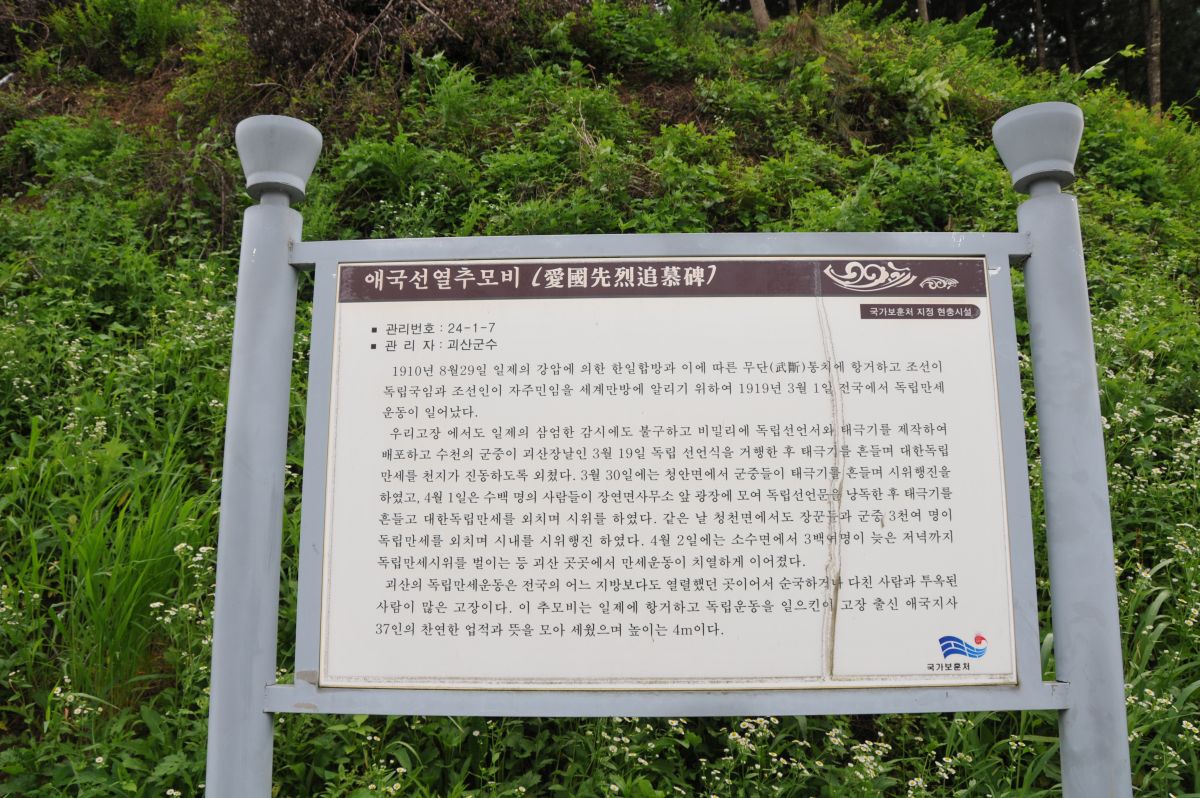 애국선열추모비 (愛國先烈追慕碑)
국가보훈처 지정 현충시설
▪ 관리번호 : 24-1-7
▪ 관 리 자 : 괴산군수
1910년 8월29일 일제의 강압에 의한 한일합방과 이에 따른 무단(武斷)통치에 항거하고 조선이
독립국임과 조선인이 자주민임을 세계만방에 알리기 위하여 1919년 3월 1일 전국에서 독립만세
운동이 일어났다.
우리고장 에서도 일제의 삼엄한 감시에도 불구하고 비밀리에 독립선언서와 태극기를 제작하여
배포하고 수천의 군중이 괴산장날인 3월 19일 독립 선언식을 거행한 후 태극기를 흔들며 대한독립
만세를 천지가 진동하도록 외쳤다. 3월 30일에는 청안면에서 군중들이 태극기를 흔들며 시위행진을
하였고, 4월 1일은 수백 명의 사람들이 장연면사무소 앞 광장에 모여 독립선언문을 낭독한 후 태극기를
흔들고 대한독립만세를 외치며 시위를 하였다. 같은 날 청천면에서도 장꾼들과 군중 3천여 명이
독립만세를 외치며 시내를 시위행진 하였다. 4월 2일에는 소수면에서 3백여명이 늦은 저녁까지
독립만세시위를 벌이는 등 괴산 곳곳에서 만세운동이 치열하게 이어졌다.
괴산의 독립만세운동은 전국의 어느 지방보다도 열렬했던 곳이어서 순국하거나 다친 사람과 투옥된
사람이 많은 고장이다. 이 추모비는 일제에 항거하고 독립운동을 일으킨이 고장 출신 애국지사
37인의 찬연한 업적과 뜻을 모아 세웠으며 높이는 4m이다.
국가보훈처